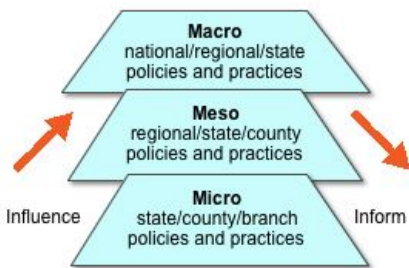 Macro
national/regional/state
policies and practices
Meso
regional/state/county
policies and practices
Micro
state/county/branch
policies and practices
Influence
Inform